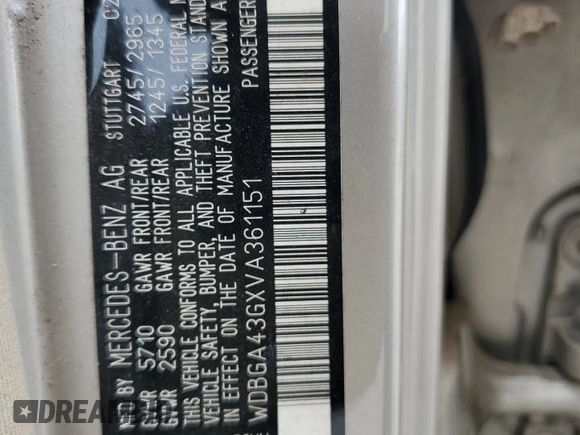 BY MERCEDES-BENZ AG STUTTGART
5710 GAWR FRONT/REAR 2745/2965
2590 GAWR FRONT/REAR 1245/1345
THIS VEHICLE CONFORMS TO ALL APPLICABLE U.S. FEDERAL
VEHICLE SAFETY, BUMPER, AND THEFT PREVENTION STAND
IN EFFECT ON THE DATE OF MANUFACTURE SHOWN A
WDBGA43GXVA361151 PASSENGER